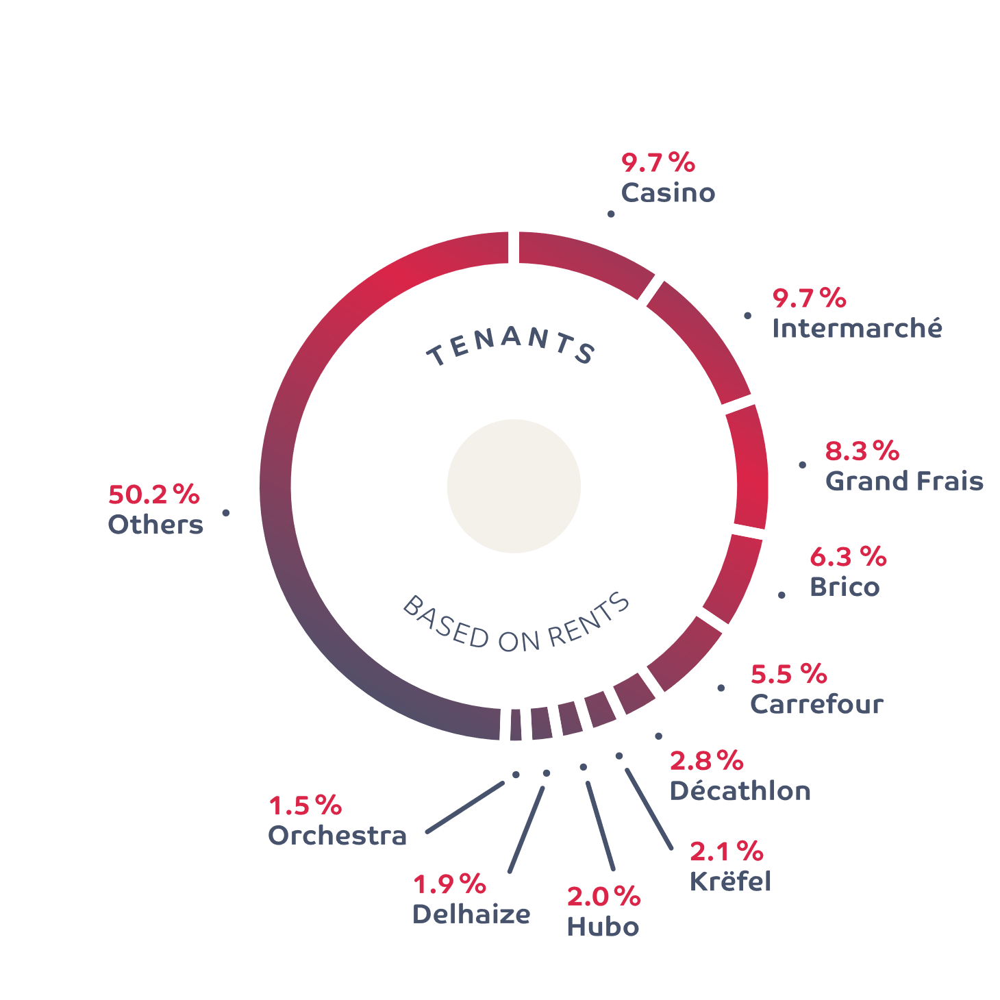 9.7 %
Casino
9.7 %
Intermarché
TENANTS
8.3 %
Grand Frais
50.2 %
Others
6.3 %
Brico
BASED ON RENTS
5.5 %
Carrefour
2.8 %
Décathlon
1.5 %
Orchestra
2.1 %
Krëfel
1.9 %
Delhaize
2.0 %
Hubo